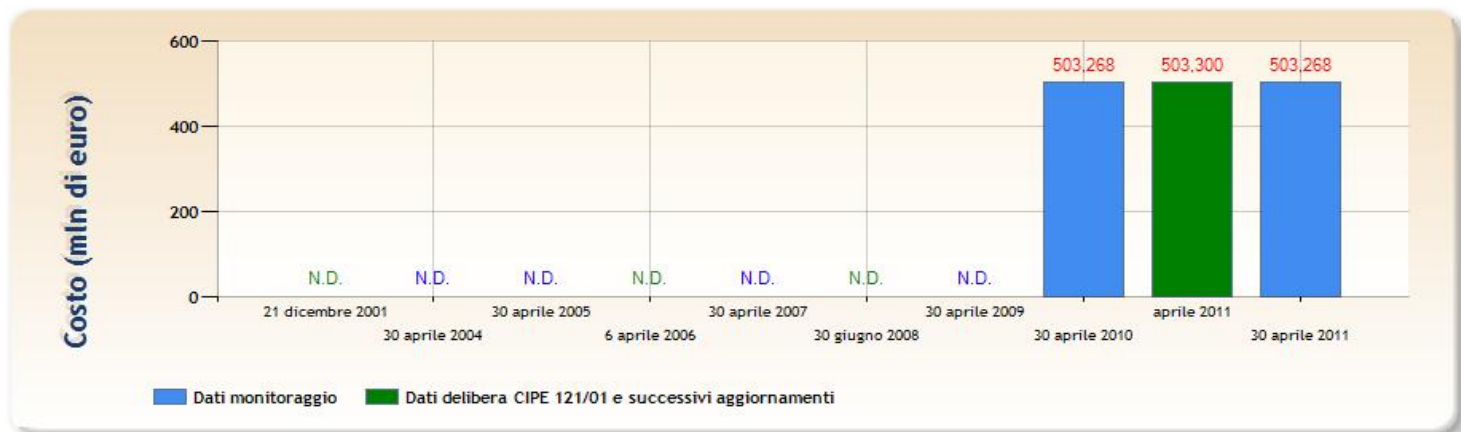 Costo (mln di euro)
600
400
200
0
503,268
503,300
503,268
N.D.
N.D.
N.D.
N.D.
N.D.
N.D.
N.D.
21 dicembre 2001
30 aprile 2004
30 aprile 2005
6 aprile 2006
30 aprile 2007
30 giugno 2008
30 aprile 2009
30 aprile 2010
aprile 2011
30 aprile 2011
Dati monitoraggio
Dati delibera CIPE 121/01 e successivi aggiornamenti